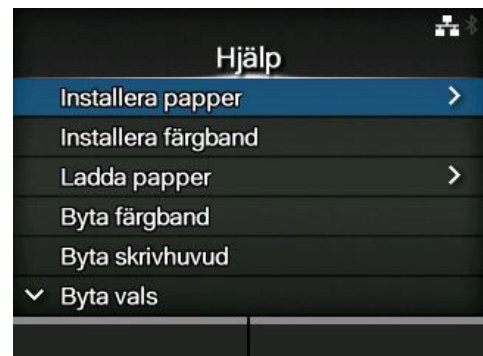 Hjälp
Installera papper
Installera färgband
Ladda papper
Byta färgband
Byta skrivhuvud
Byta vals